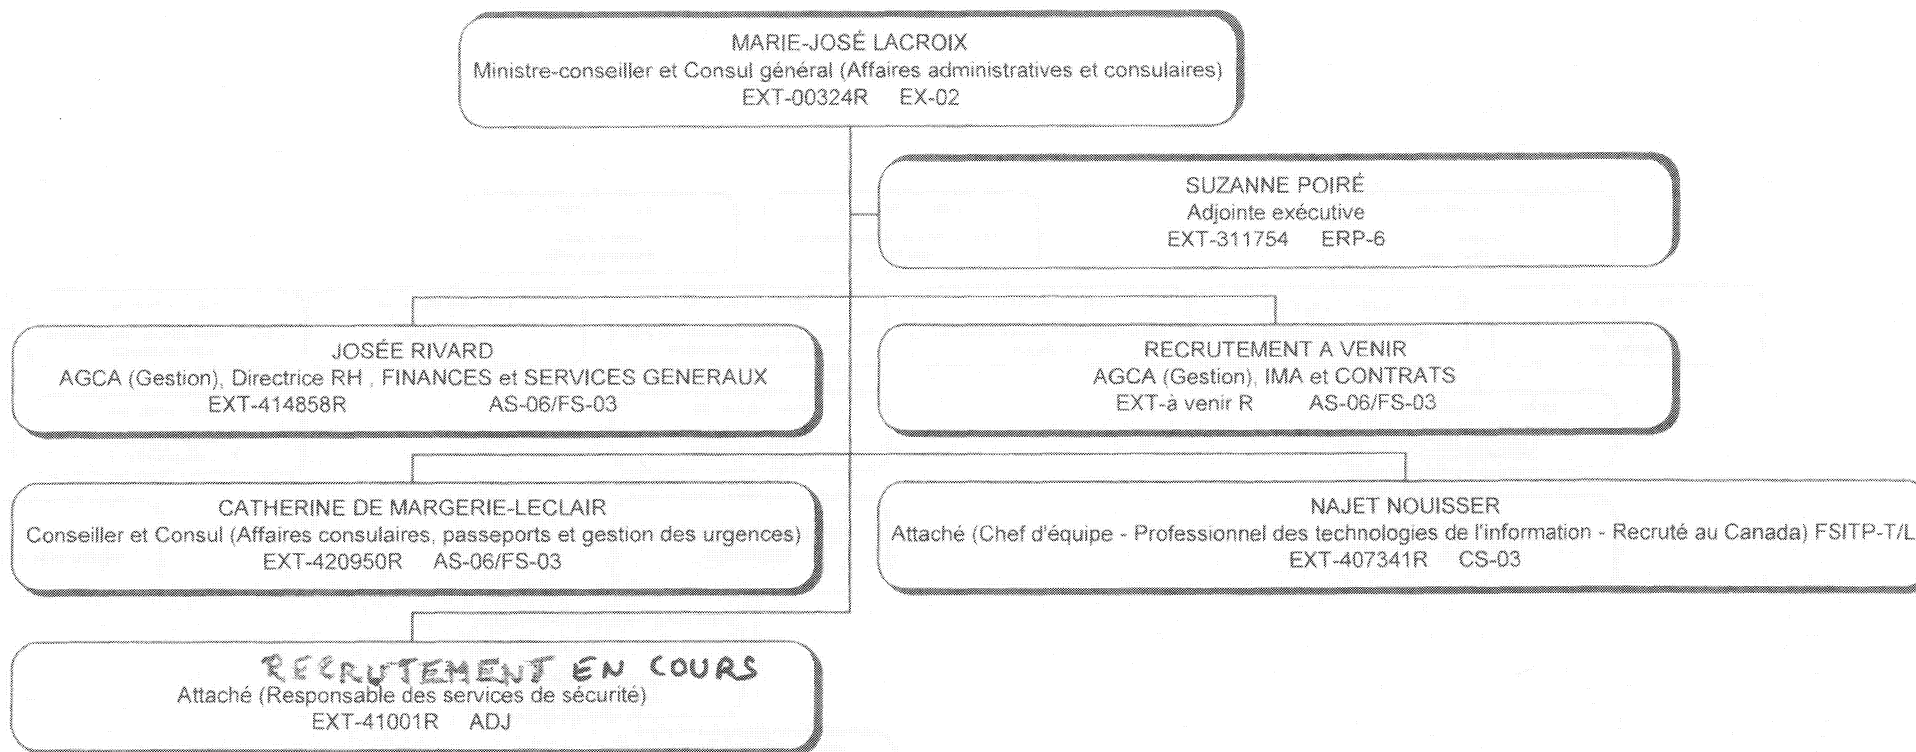 MARIE-JOSÉ LACROIX
Ministre-conseiller et Consul général (Affaires administratives et consulaires)
EXT-00324R EX-02
SUZANNE POIRÉ
Adjointe exécutive
EXT-311754 ERP-6
JOSÉE RIVARD
AGCA (Gestion), Directrice RH , FINANCES et SERVICES GENERAUX
EXT-414858R AS-06/FS-03
RECRUTEMENT A VENIR
AGCA (Gestion), IMA et CONTRATS
EXT-à venir R AS-06/FS-03
CATHERINE DE MARGERIE-LECLAIR
Conseiller et Consul (Affaires consulaires, passeports et gestion des urgences)
EXT-420950R AS-06/FS-03
NAJET NOUISSER
Attaché (Chef d'équipe - Professionnel des technologies de l'information - Recruté au Canada) FSITP-T/L
EXT-407341R CS-03
RECRUTEMENT EN COURS
Attaché (Responsable des services de sécurité)
EXT-41001R ADJ